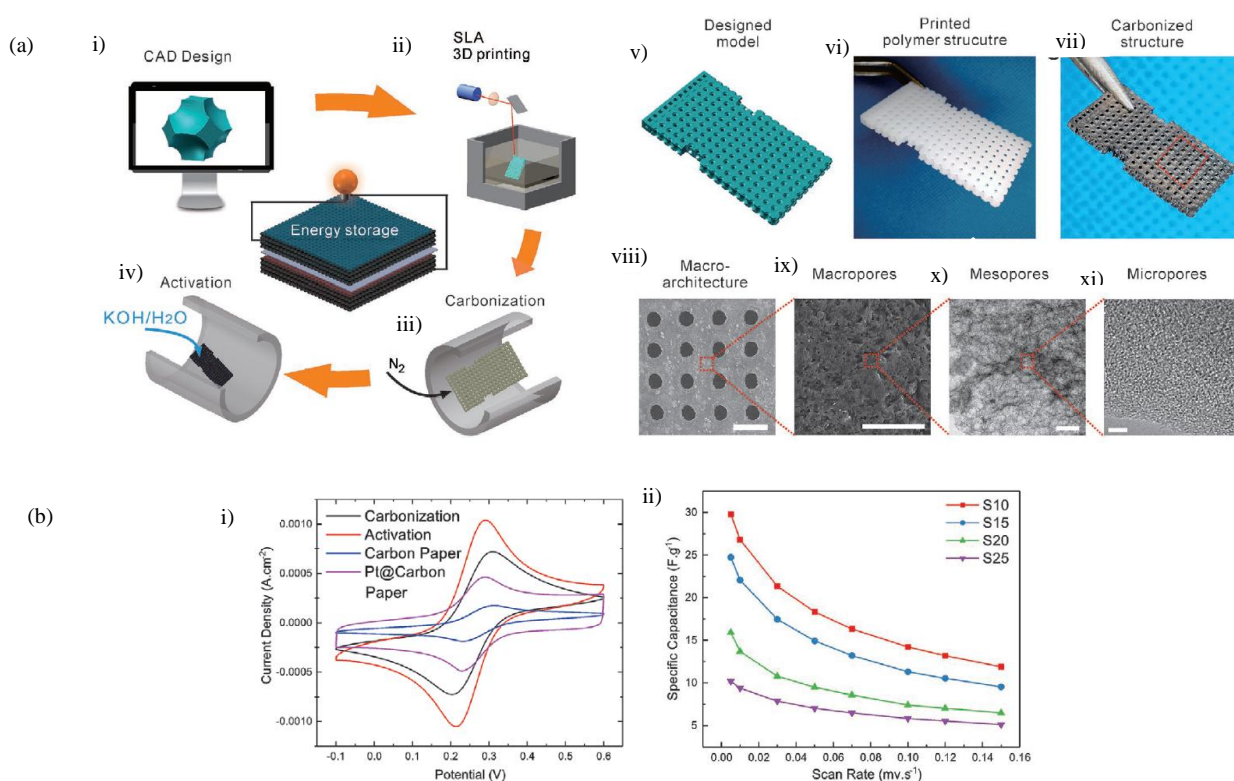 (a)
i)
CAD Design
ii)
SLA
3D printing
Energy storage
iv)
Activation
KOH/H2O
iii)
Carbonization
N2
v)
Designed
model
vi)
Printed
polymer strucutre
vii)
Carbonized
structure
viii)
Macro-
architecture
ix)
Macropores
x)
Mesopores
xi)
Micropores
(b)
i)
Carbonization
Activation
Carbon Paper
Pt@Carbon
Paper
Current Density (A.cm-2)
0.0010
0.0005
0.0000
-0.0005
-0.0010
-0.1 0.0 0.1 0.2 0.3 0.4 0.5 0.6
Potential (V)
ii)
S10
S15
S20
S25
Specific Capacitance (F.g-1)
30
25
20
15
10
5
0.00 0.02 0.04 0.06 0.08 0.10 0.12 0.14 0.16
Scan Rate (mv.s-1)